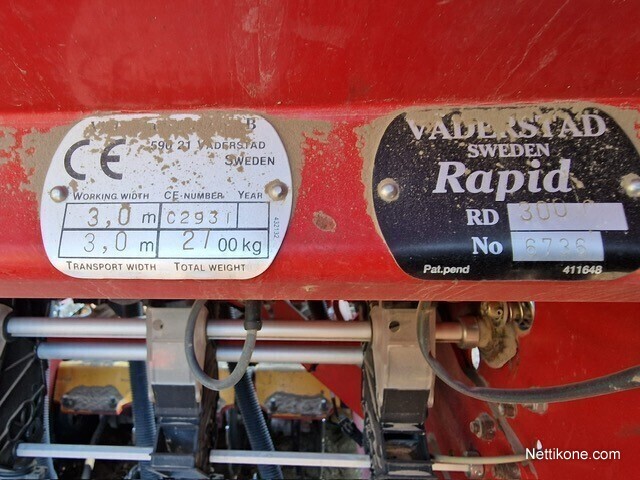 B
590 21 VÄDERSTAD
SWEDEN
CE
WORKING WIDTH CE-NUMBER YEAR
3,0 m C2931
3,0 m 2700 kg
TRANSPORT WIDTH TOTAL WEIGHT
432132
VÄDERSTAD
SWEDEN
Rapid
RD 300
No 6736
Pat.pend 411648
Nettikone.com